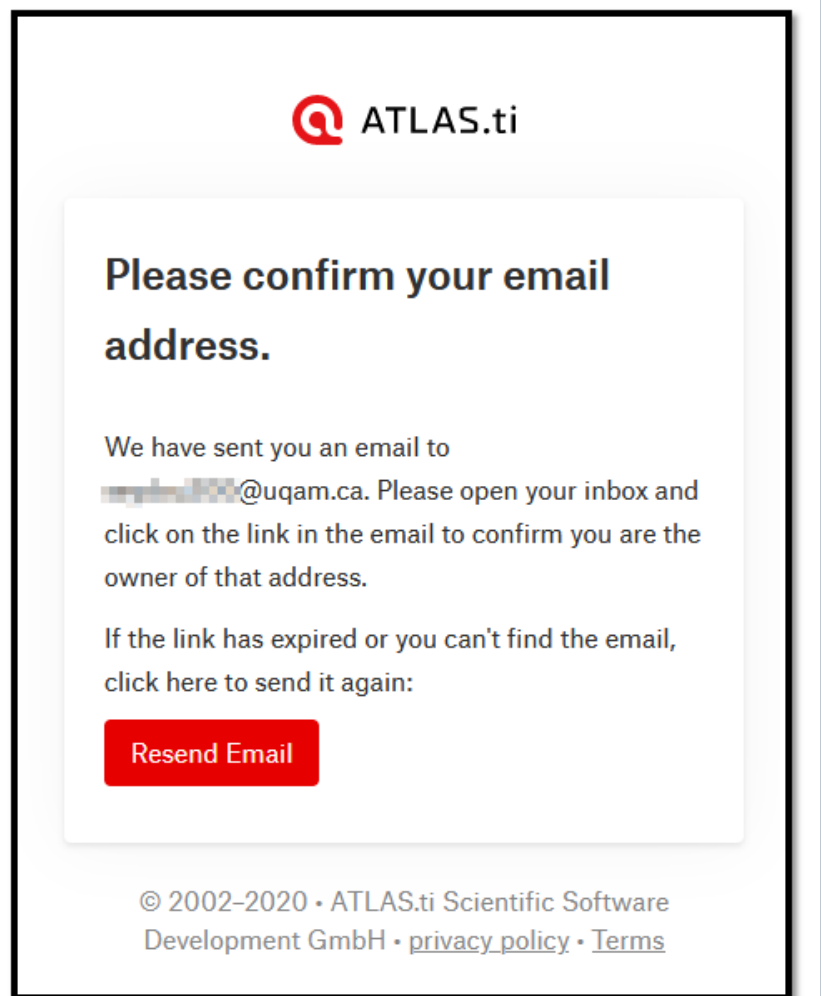 ATLAS.ti
Please confirm your email
address.
We have sent you an email to
@uqam.ca. Please open your inbox and
click on the link in the email to confirm you are the
owner of that address.
If the link has expired or you can't find the email,
click here to send it again:
Resend Email
© 2002–2020 • ATLAS.ti Scientific Software
Development GmbH • privacy policy • Terms